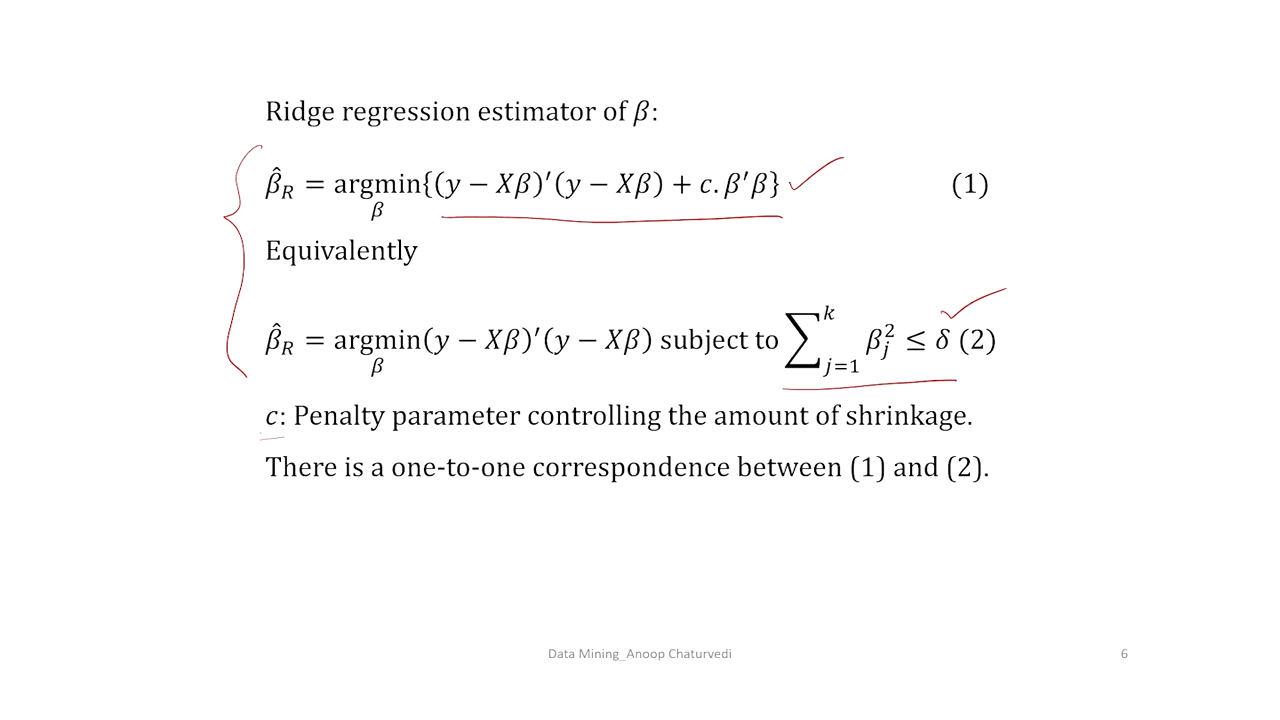 Ridge regression estimator of β:
β̂_R = argmin_β{(y − Xβ)′(y − Xβ) + c. β′β} (1)
Equivalently
β̂_R = argmin_β(y − Xβ)′(y − Xβ) subject to ∑_{j=1}^{k} β_j^2 ≤ δ (2)
c: Penalty parameter controlling the amount of shrinkage.
There is a one-to-one correspondence between (1) and (2).
Data Mining_Anoop Chaturvedi
6